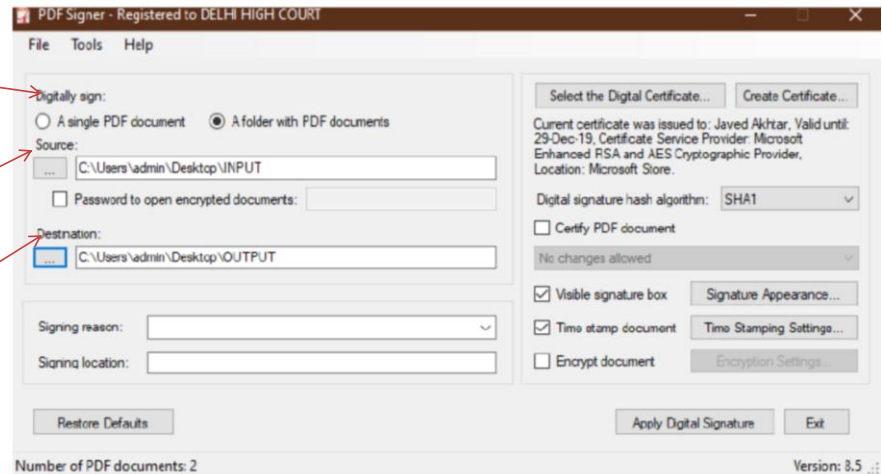 PDF Signer - Registered to DELHI HIGH COURT
File Tools Help
Digitally sign:
A single PDF document A folder with PDF documents
Source:
... C:\Users\admin\Desktop\INPUT
Password to open encrypted documents:
Destination:
... C:\Users\admin\Desktop\OUTPUT
Signing reason:
Signing location:
Select the Digital Certificate... Create Certificate...
Current certificate was issued to: Javed Akhtar, Valid until:
29-Dec-19, Certificate Service Provider: Microsoft
Enhanced RSA and AES Cryptographic Provider,
Location: Microsoft Store.
Digital signature hash algorithm: SHA1
Certify PDF document
No changes allowed
Visible signature box Signature Appearance...
Time stamp document Time Stamping Settings...
Encrypt document Encryption Settings...
Restore Defaults Apply Digital Signature Exit
Number of PDF documents: 2 Version: 8.5